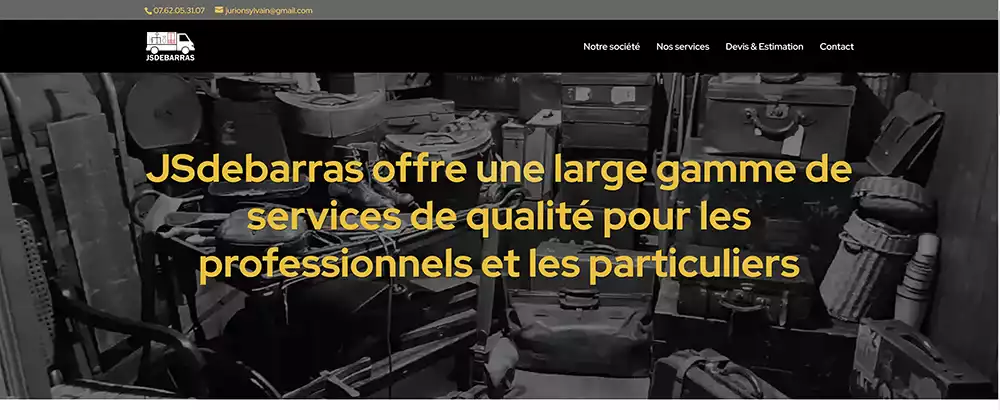 07.62.05.31.07 jurionsylvain@gmail.com
JSDEBARRAS
Notre société Nos services Devis & Estimation Contact
JSdebarras offre une large gamme de
services de qualité pour les
professionnels et les particuliers